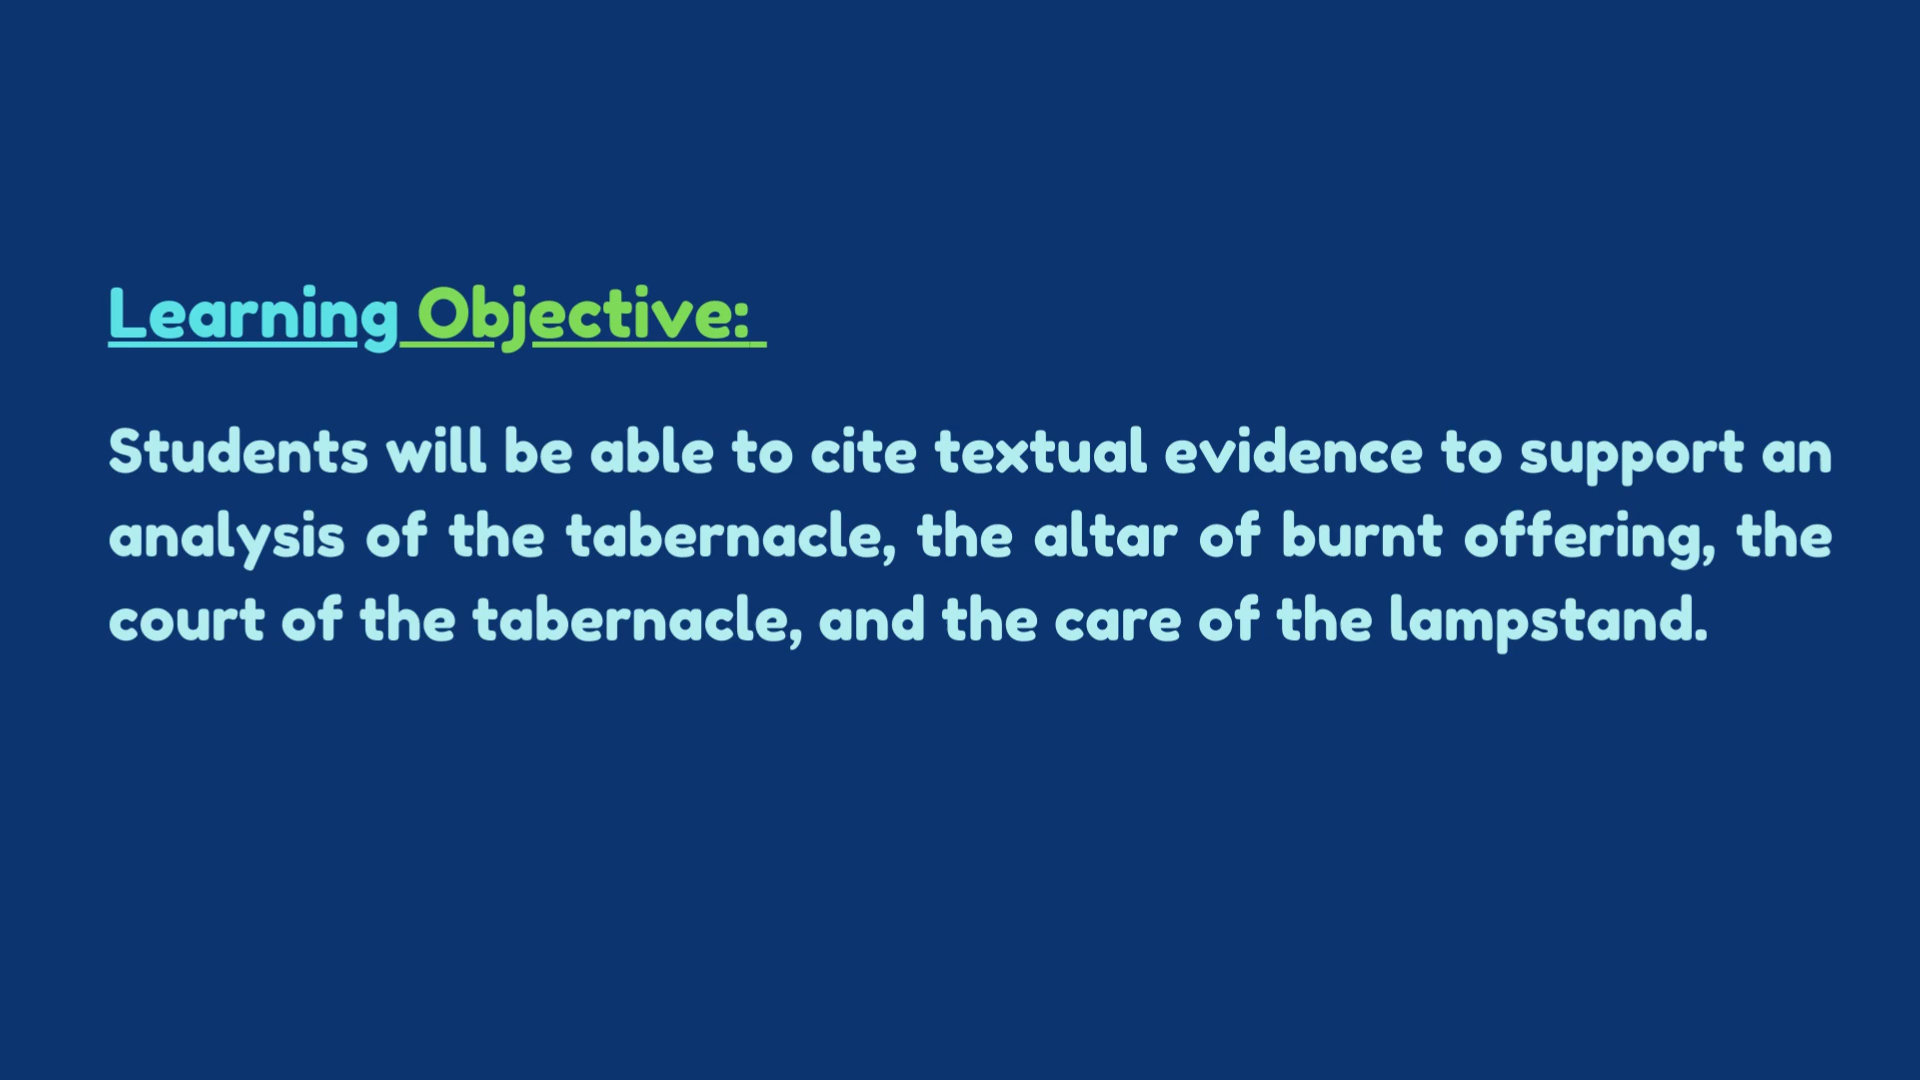 Learning Objective:
Students will be able to cite textual evidence to support an
analysis of the tabernacle, the altar of burnt offering, the
court of the tabernacle, and the care of the lampstand.